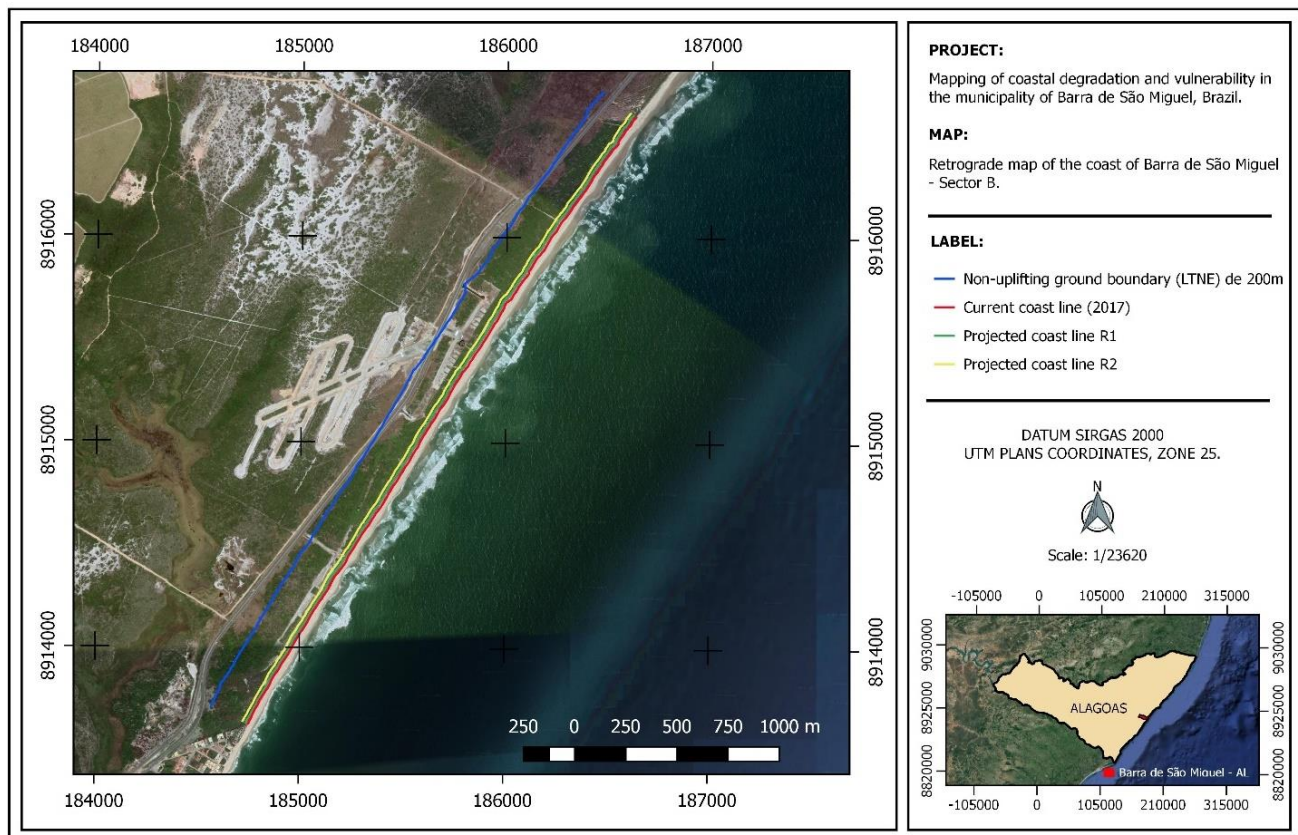 184000 185000 186000 187000
8916000 8916000
8915000 8915000
8914000 8914000
250 0 250 500 750 1000 m
184000 185000 186000 187000
PROJECT:
Mapping of coastal degradation and vulnerability in
the municipality of Barra de São Miguel, Brazil.
MAP:
Retrograde map of the coast of Barra de São Miguel
- Sector B.
LABEL:
Non-uplifting ground boundary (LTNE) de 200m
Current coast line (2017)
Projected coast line R1
Projected coast line R2
DATUM SIRGAS 2000
UTM PLANS COORDINATES, ZONE 25.
N
Scale: 1/23620
-105000 0 105000 210000 315000
9030000 9030000
8925000 8925000
8820000 8820000
ALAGOAS
Barra de São Miguel - AL
-105000 0 105000 210000 315000